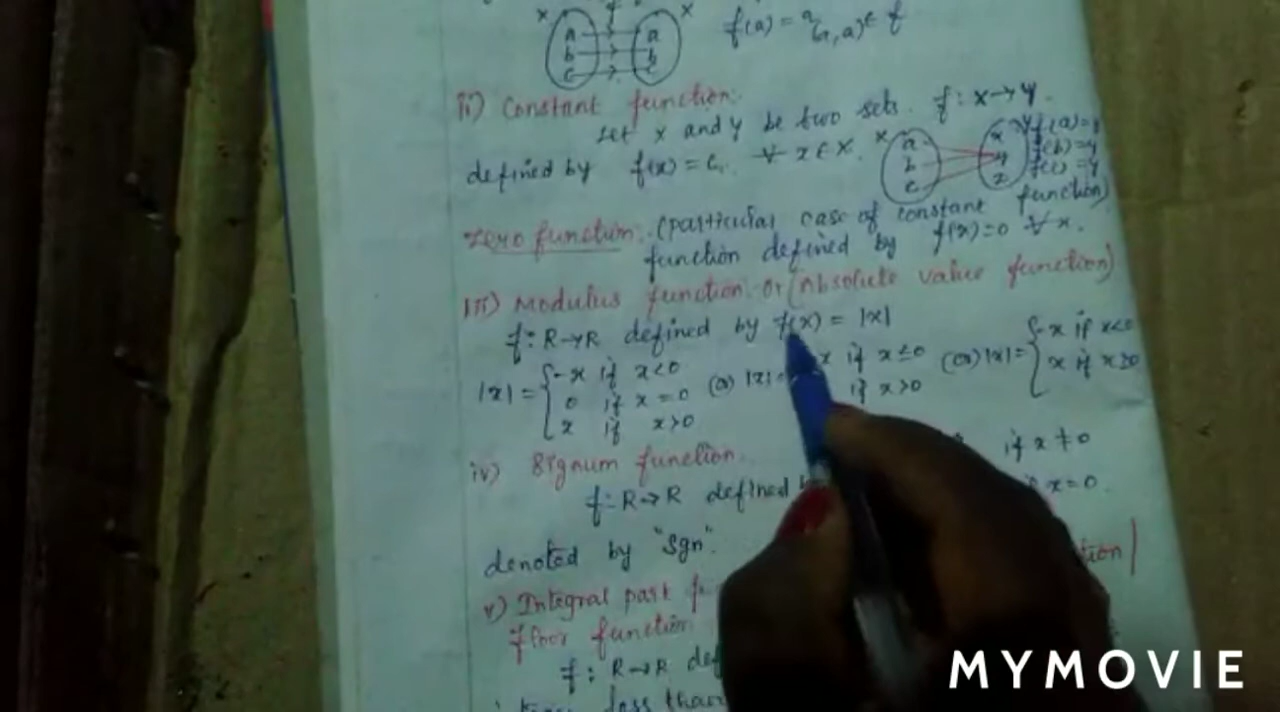 x f x
a a
b b
c c
f(a) = a
(a, a) ∈ f
ii) Constant function.
Let x and y be two sets. f : x → y.
defined by f(x) = c, ∀ x ∈ X.
x a b c
x y z y
f(a)=y
f(b)=y
f(c)=y
Zero function. (particular case of constant function)
function defined by f(x)=0 ∀ x.
iii) Modulus function. Or (Absolute value function)
f : R→R defined by f(x) = |x|
|x| = { -x if x<0
0 if x = 0
x if x>0
(or) |x| = x if x≤0
if x>0
(or) |x| = { -x if x<0
x if x≥0
iv) Signum function.
f : R→R defined
if x ≠ 0
if x = 0.
denoted by "Sgn".
v) Integral part
floor function
f : R→R
less than
MYMOVIE